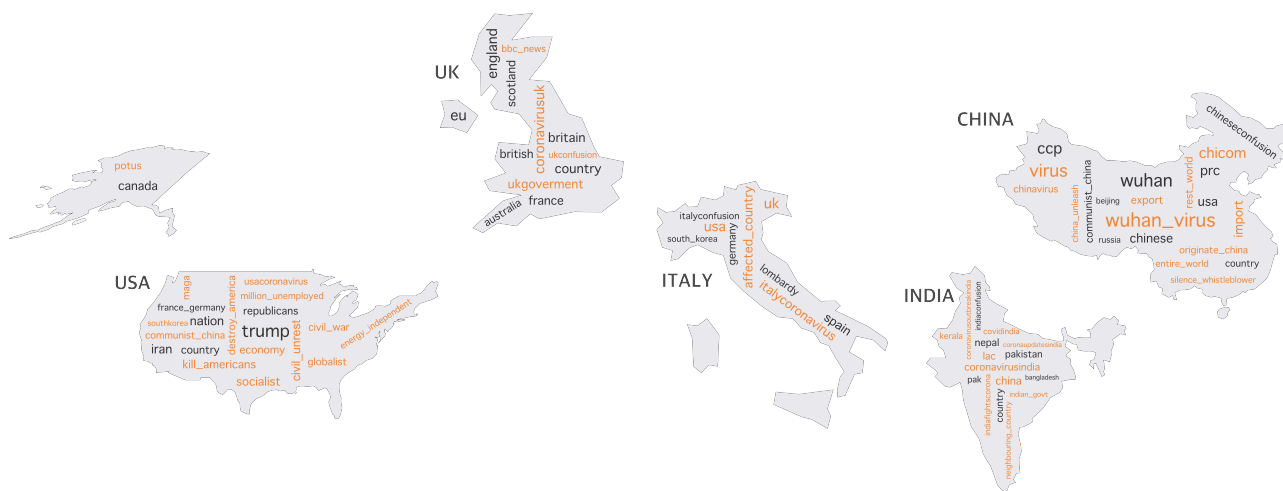 UK
england
bbc_news
scotland
eu
coronavirusuk
britain
british
ukconfusion
country
ukgoverment
france
australia
potus
canada
USA
maga
usacoronavirus
million_unemployed
destroy_america
france_germany
republicans
southkorea
nation
trump
civil_war
energy_independent
communist_china
iran
country
economy
civil_unrest
kill_americans
globalist
socialist
ITALY
uk
italyconfusion
usa
affected_country
south_korea
germany
lombardy
italycoronavirus
spain
CHINA
chineseconfusion
ccp
chicom
virus
communist_china
wuhan
rest_world
prc
chinavirus
china_unleash
beijing
export
usa
import
wuhan_virus
russia
chinese
originate_china
entire_world
country
silence_whistleblower
INDIA
coronavirusoutbreakindia
indiaconfusion
kerala
covidindia
nepal
coronaupdatesindia
lac
pakistan
coronavirusindia
pak
china
bangladesh
indiafightscorona
country
indian_govt
neighbouring_country